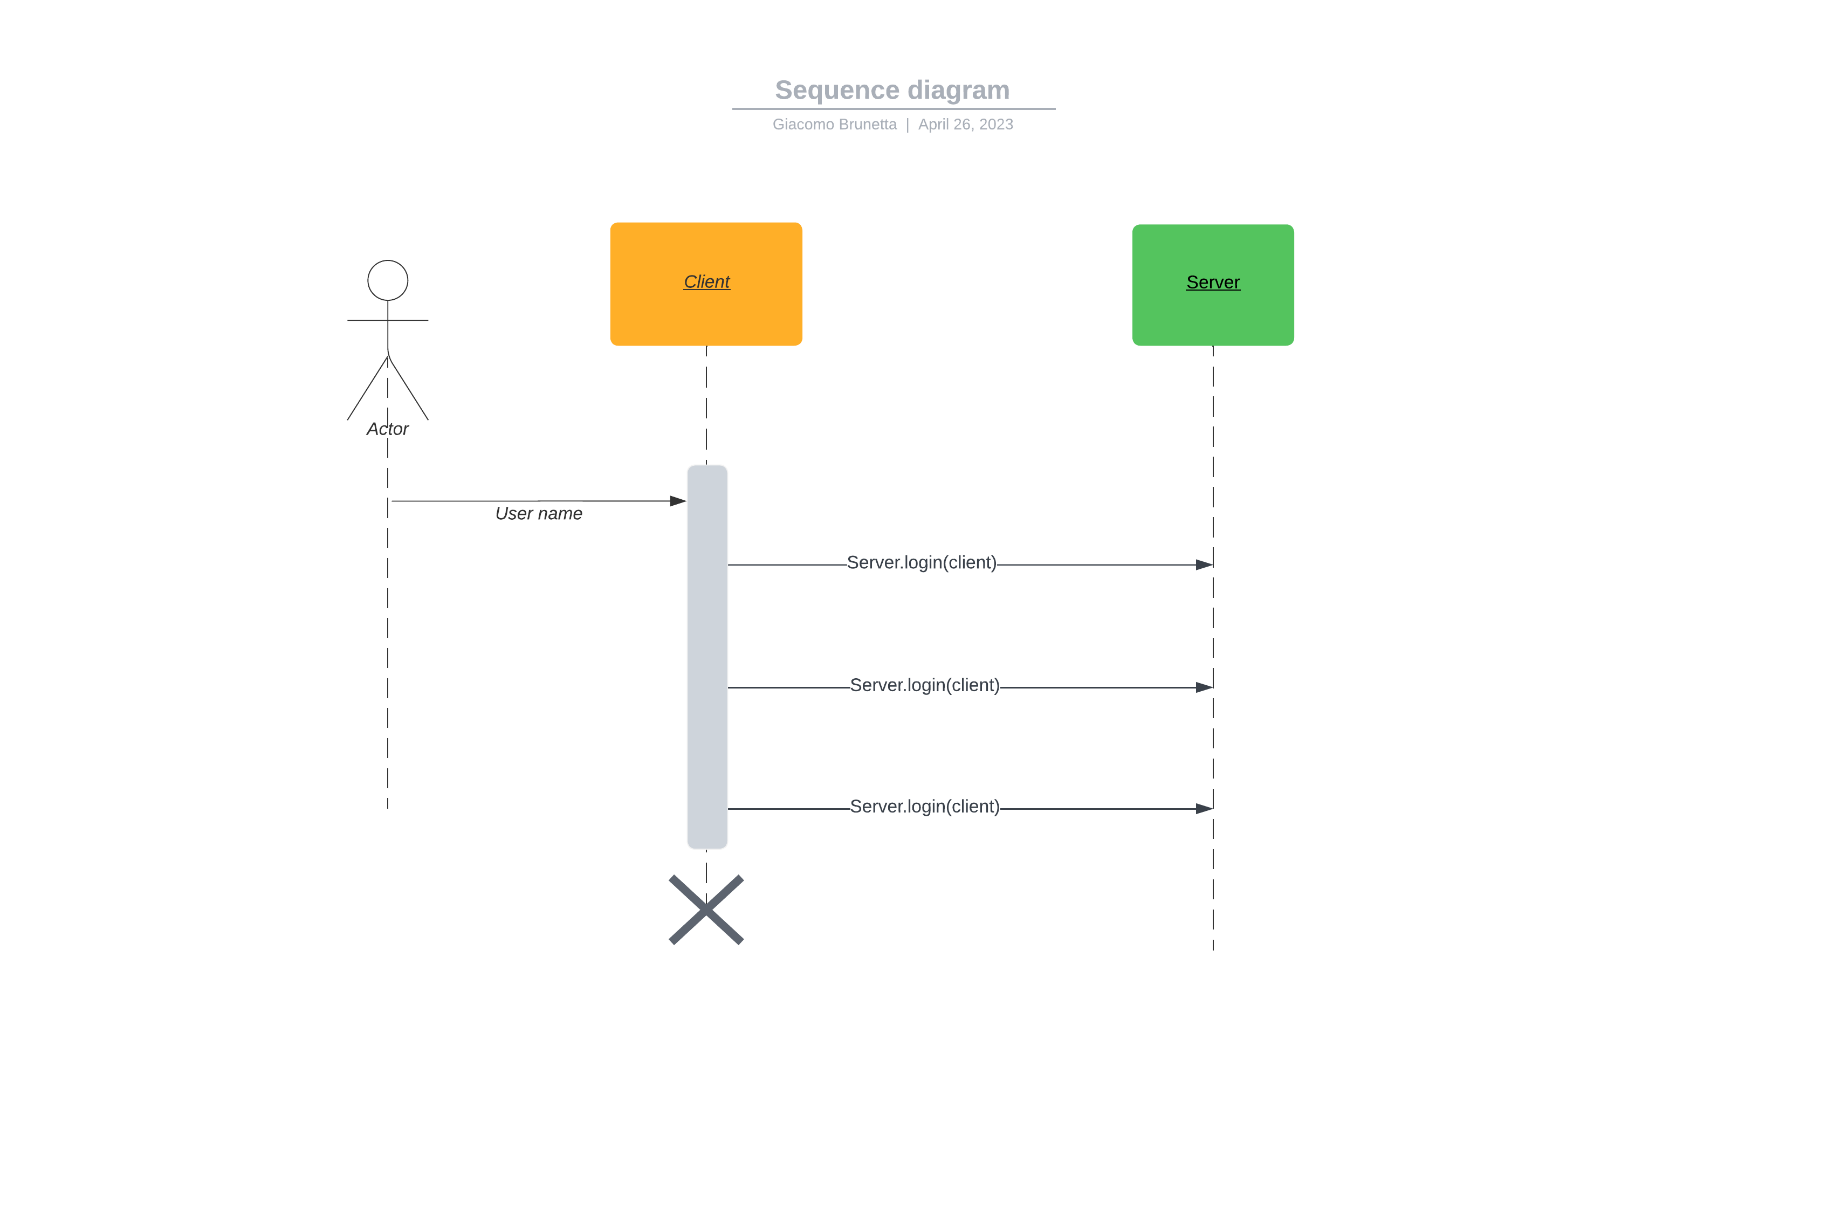 Sequence diagram
Giacomo Brunetta | April 26, 2023
Client
Server
Actor
User name
Server.login(client)
Server.login(client)
Server.login(client)